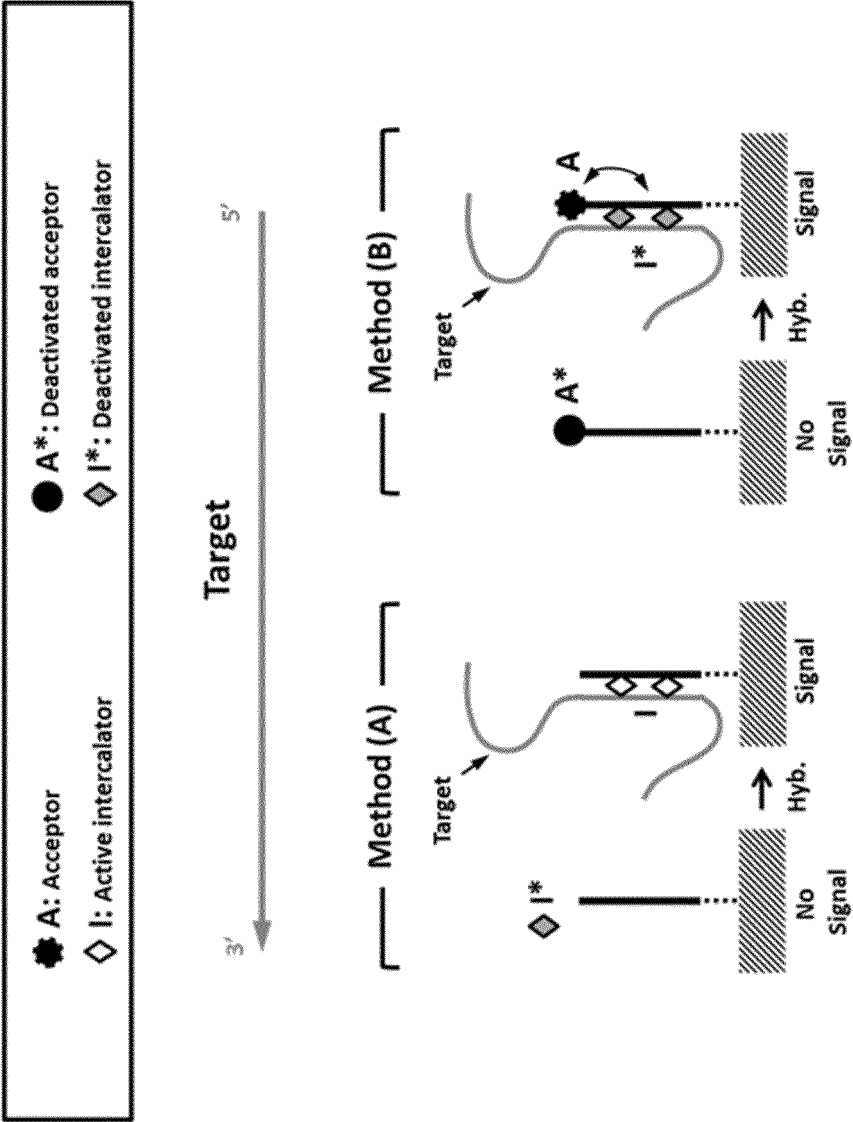 A: Acceptor
A*: Deactivated acceptor
I: Active intercalator
I*: Deactivated intercalator
Target
3′
5′
Method (A)
Method (B)
Target
I*
I
No
Signal
Hyb.
Signal
Target
A*
A
I*
No
Signal
Hyb.
Signal